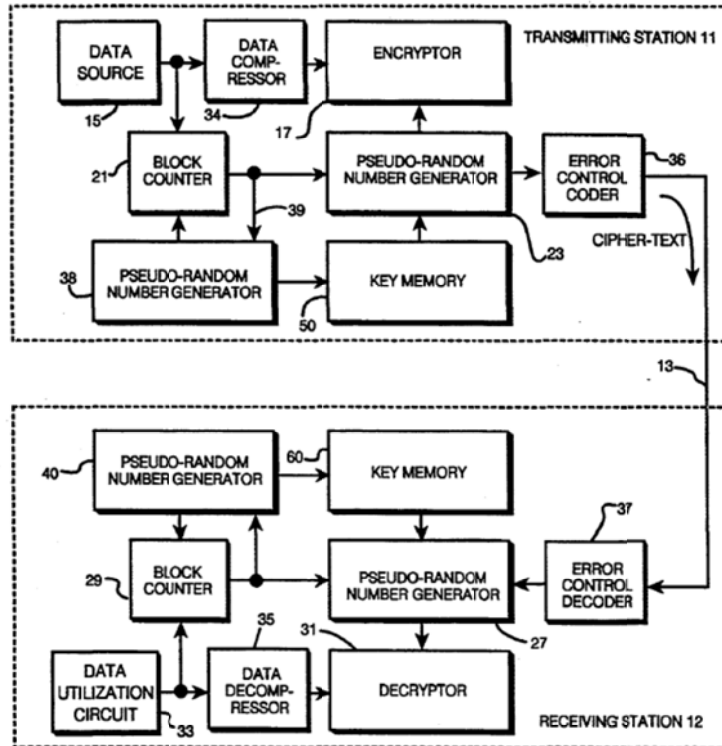 DATA
SOURCE
15
DATA
COMP-
RESSOR
34
ENCRYPTOR
17
TRANSMITTING STATION 11
21
BLOCK
COUNTER
39
PSEUDO-RANDOM
NUMBER GENERATOR
23
ERROR
CONTROL
CODER
36
CIPHER-TEXT
38
PSEUDO-RANDOM
NUMBER GENERATOR
50
KEY MEMORY
13
40
PSEUDO-RANDOM
NUMBER GENERATOR
60
KEY MEMORY
29
BLOCK
COUNTER
PSEUDO-RANDOM
NUMBER GENERATOR
27
37
ERROR
CONTROL
DECODER
DATA
UTILIZATION
CIRCUIT
33
35
DATA
DECOMP-
RESSOR
31
DECRYPTOR
RECEIVING STATION 12